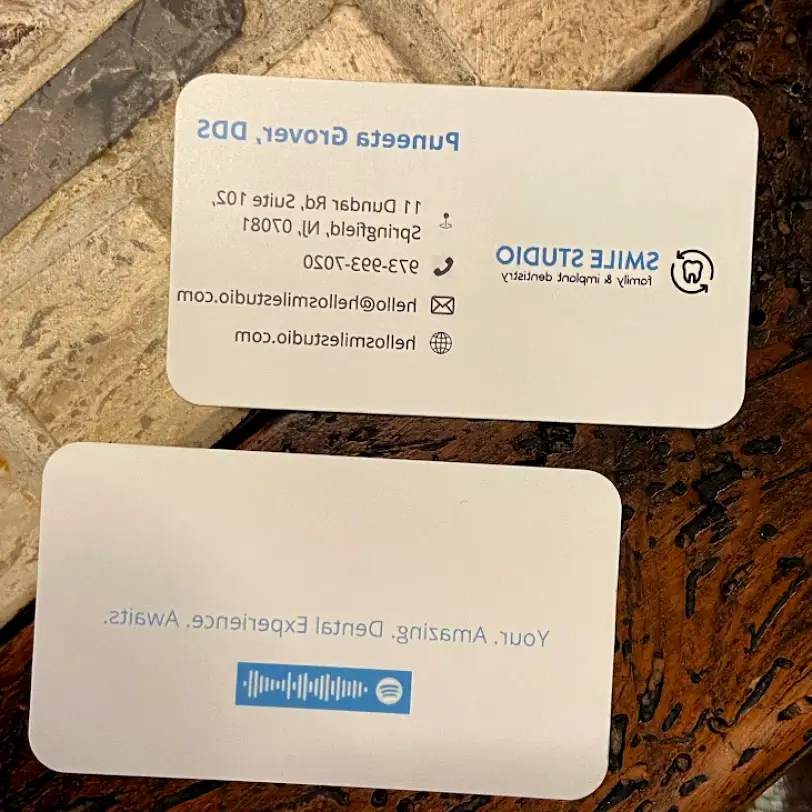 SMILE STUDIO
family & implant dentistry
Puneeta Grover, DDS
11 Dundar Rd, Suite 102,
Springfield, NJ, 07081
973-993-7020
hello@hellosmilestudio.com
hellosmilestudio.com
Your. Amazing. Dental Experience. Awaits.